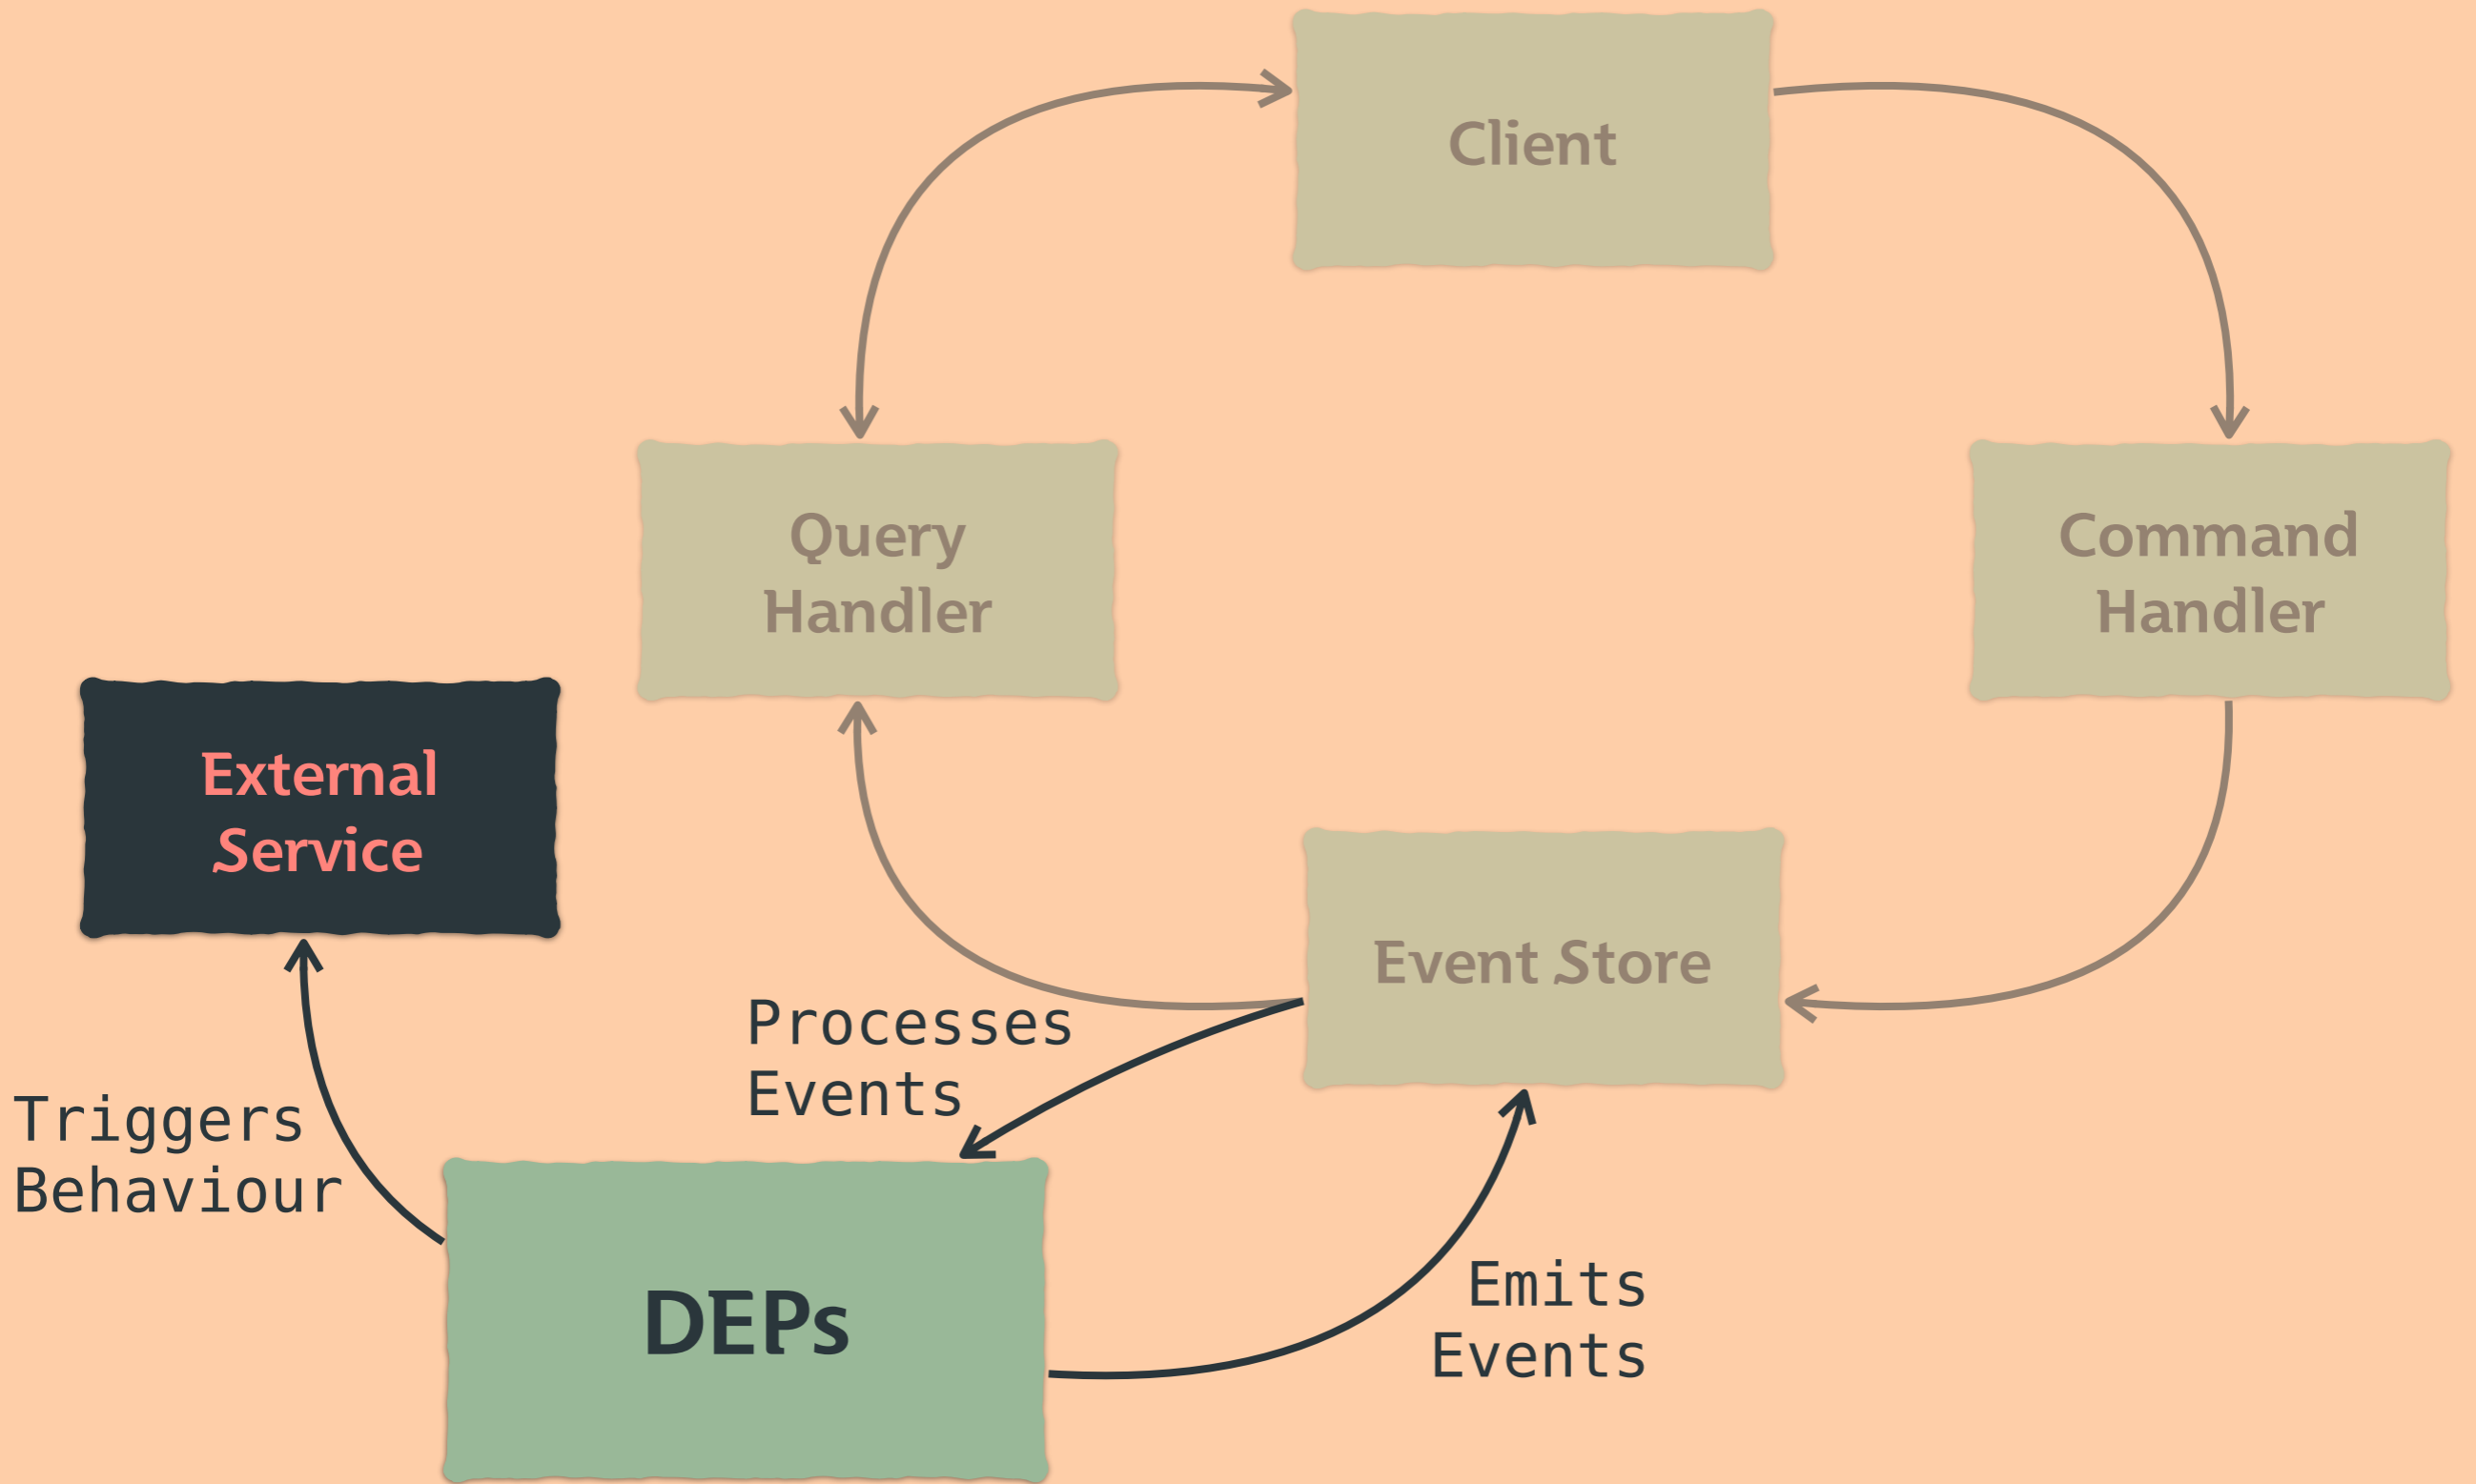 Client
Query
Handler
Command
Handler
External
Service
Event Store
Processes
Events
Triggers
Behaviour
DEPs
Emits
Events